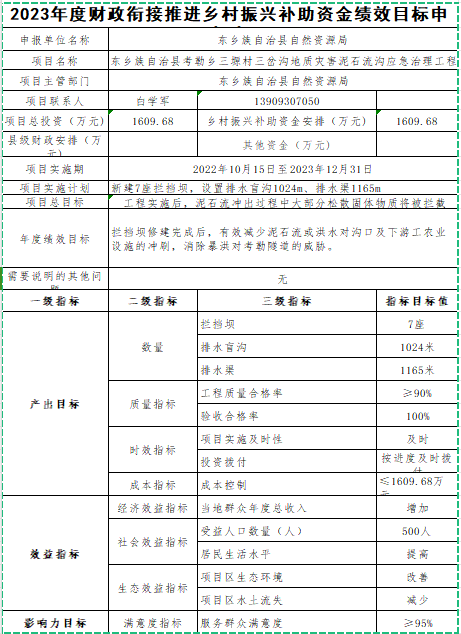 2023年度财政衔接推进乡村振兴补助资金绩效目标申
申报单位名称 东乡族自治县自然资源局
项目名称 东乡族自治县考勒乡三塬村三岔沟地质灾害泥石流沟应急治理工程
项目主管部门 东乡族自治县自然资源局
项目联系人 白学军 13909307050
项目总投资（万元） 1609.68 乡村振兴补助资金安排（万元） 1609.68
县级财政安排（万元） 其他资金（万元）
项目实施期 2022年10月15日至2023年12月31日
项目实施计划 新建7座拦挡坝，设置排水盲沟1024m、排水渠1165m
项目总目标 工程实施后，泥石流冲出过程中大部分松散固体物质将被拦截
年度绩效目标 拦挡坝修建完成后，有效减少泥石流或洪水对沟口及下游工农业
设施的冲刷，消除暴洪对考勒隧道的威胁。
需要说明的其他问题 无
一级指标 二级指标 三级指标 指标目标值
产出目标 数量 拦挡坝 7座
排水盲沟 1024米
排水渠 1165米
质量指标 工程质量合格率 ≥90%
验收合格率 100%
时效指标 项目实施及时性 及时
投资拨付 按进度及时拨付
成本指标 成本控制 ≤1609.68万元
效益指标 经济效益指标 当地群众年度总收入 增加
社会效益指标 受益人口数量（人） 500人
居民生活水平 提高
生态效益指标 项目区生态环境 改善
项目区水土流失 减少
影响力目标 满意度指标 服务群众满意度 ≥95%